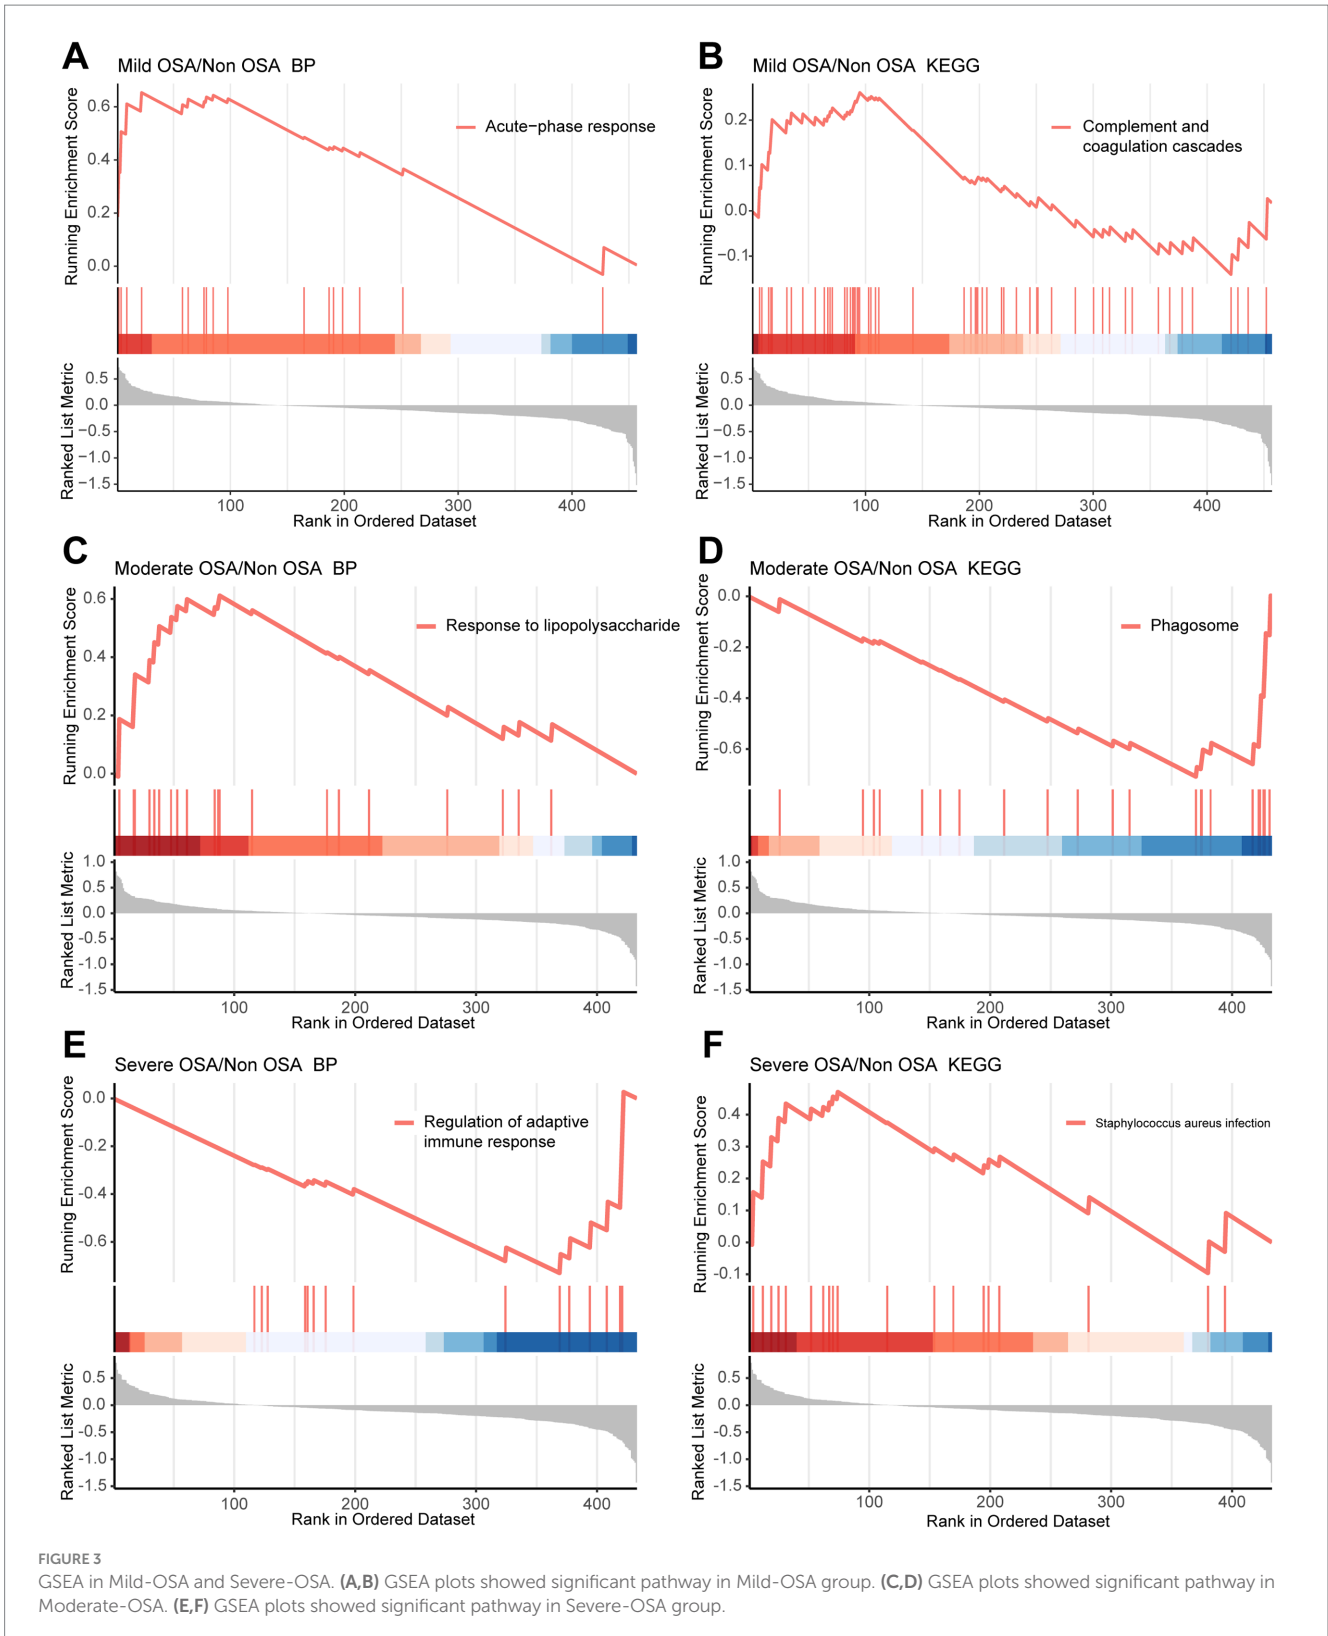 A
Mild OSA/Non OSA BP
Running Enrichment Score
0.6
0.4
0.2
0.0
Acute−phase response
Ranked List Metric
0.5
0.0
−0.5
−1.0
−1.5
100 200 300 400
Rank in Ordered Dataset
B
Mild OSA/Non OSA KEGG
Running Enrichment Score
0.2
0.1
0.0
−0.1
Complement and
coagulation cascades
Ranked List Metric
0.5
0.0
−0.5
−1.0
−1.5
100 200 300 400
Rank in Ordered Dataset
C
Moderate OSA/Non OSA BP
Running Enrichment Score
0.6
0.4
0.2
0.0
Response to lipopolysaccharide
Ranked List Metric
1.0
0.5
0.0
-0.5
-1.0
-1.5
100 200 300 400
Rank in Ordered Dataset
D
Moderate OSA/Non OSA KEGG
Running Enrichment Score
0.0
-0.2
-0.4
-0.6
Phagosome
Ranked List Metric
1.0
0.5
0.0
-0.5
-1.0
-1.5
100 200 300 400
Rank in Ordered Dataset
E
Severe OSA/Non OSA BP
Running Enrichment Score
0.0
-0.2
-0.4
-0.6
Regulation of adaptive
immune response
Ranked List Metric
0.5
0.0
-0.5
-1.0
-1.5
100 200 300 400
Rank in Ordered Dataset
F
Severe OSA/Non OSA KEGG
Running Enrichment Score
0.4
0.3
0.2
0.1
0.0
-0.1
Staphylococcus aureus infection
Ranked List Metric
0.5
0.0
-0.5
-1.0
-1.5
100 200 300 400
Rank in Ordered Dataset
FIGURE 3
GSEA in Mild-OSA and Severe-OSA. (A,B) GSEA plots showed significant pathway in Mild-OSA group. (C,D) GSEA plots showed significant pathway in
Moderate-OSA. (E,F) GSEA plots showed significant pathway in Severe-OSA group.